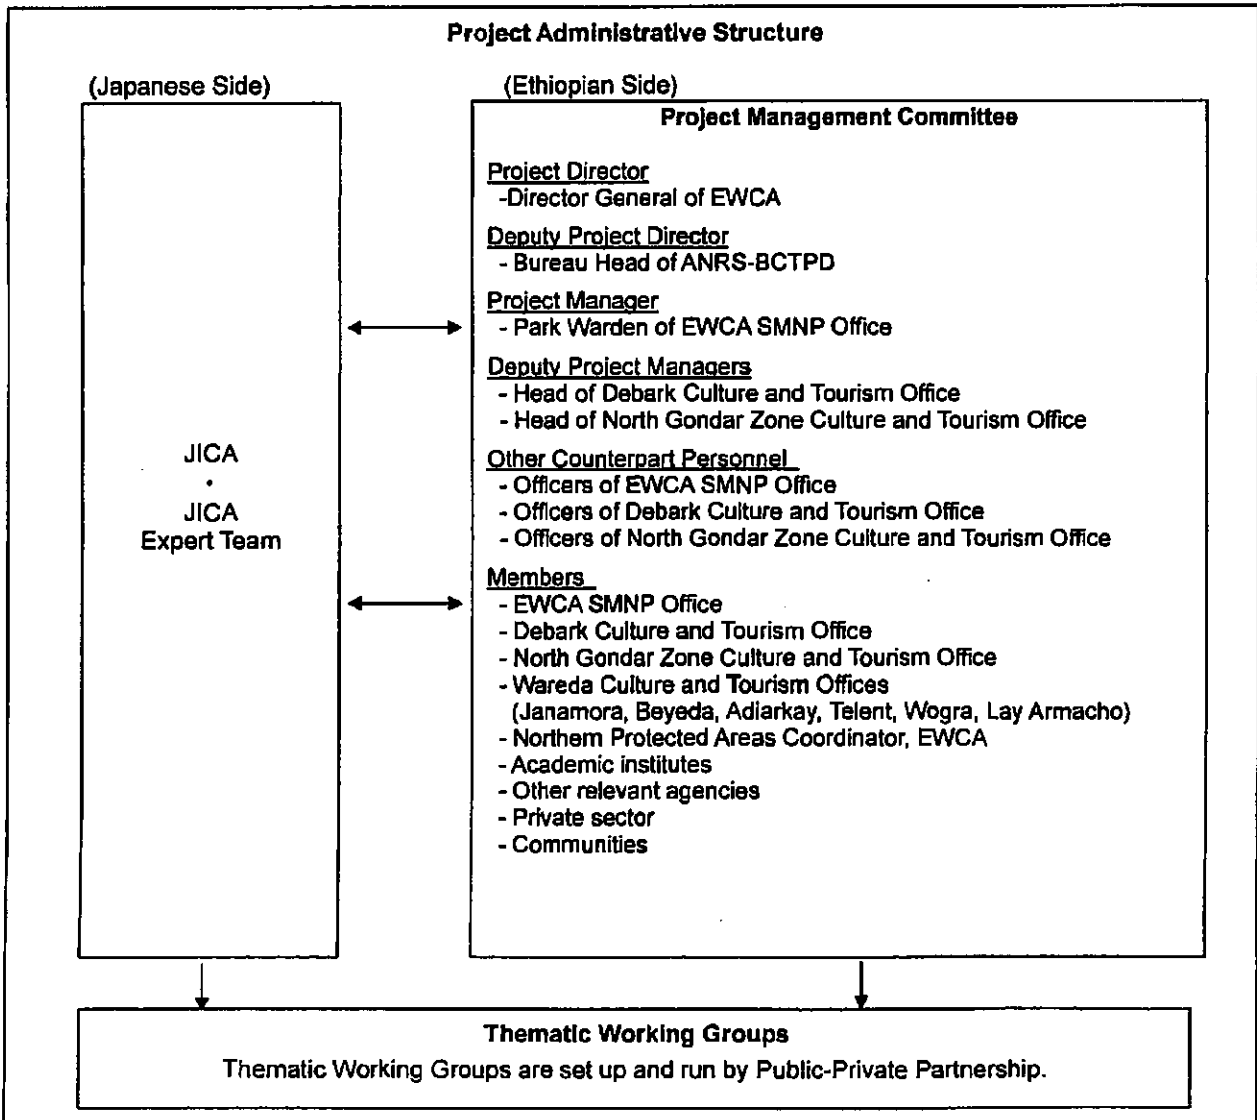 Project Administrative Structure
(Japanese Side)
(Ethiopian Side)
JICA
・
JICA
Expert Team
Project Management Committee
Project Director
-Director General of EWCA
Deputy Project Director
- Bureau Head of ANRS-BCTPD
Project Manager
- Park Warden of EWCA SMNP Office
Deputy Project Managers
- Head of Debark Culture and Tourism Office
- Head of North Gondar Zone Culture and Tourism Office
Other Counterpart Personnel
- Officers of EWCA SMNP Office
- Officers of Debark Culture and Tourism Office
- Officers of North Gondar Zone Culture and Tourism Office
Members
- EWCA SMNP Office
- Debark Culture and Tourism Office
- North Gondar Zone Culture and Tourism Office
- Wareda Culture and Tourism Offices
(Janamora, Beyeda, Adiarkay, Telent, Wogra, Lay Armacho)
- Northern Protected Areas Coordinator, EWCA
- Academic institutes
- Other relevant agencies
- Private sector
- Communities
Thematic Working Groups
Thematic Working Groups are set up and run by Public-Private Partnership.